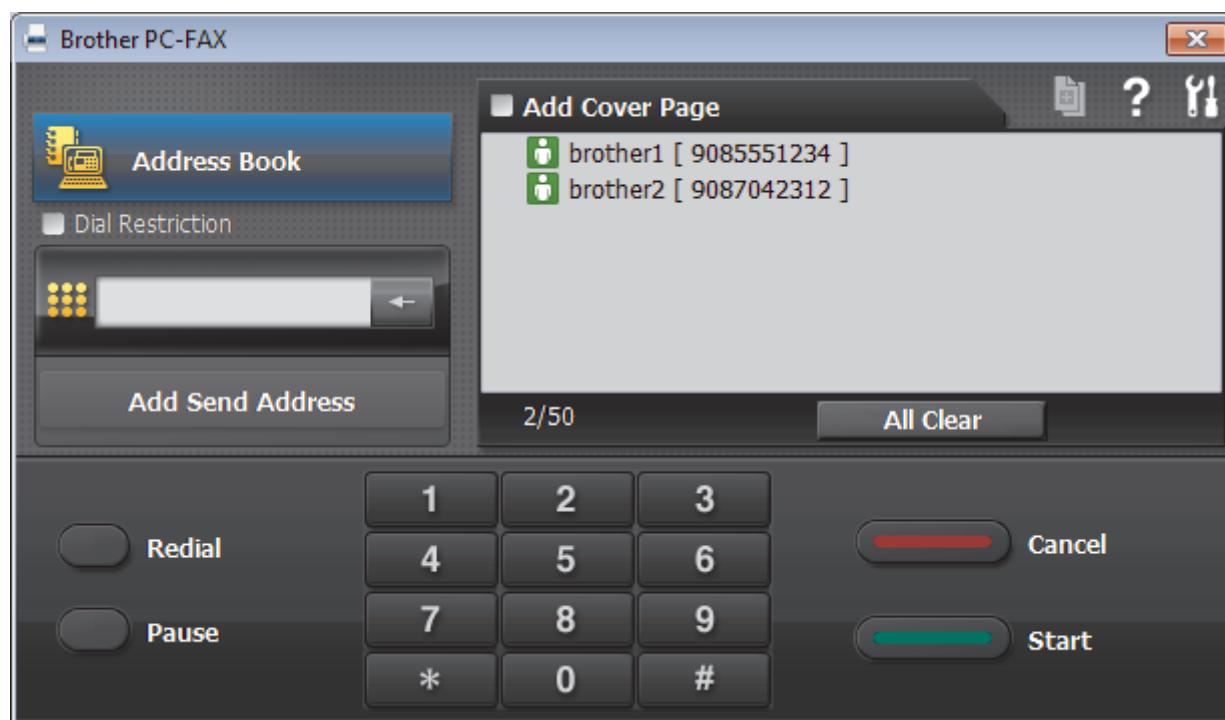 Brother PC-FAX
Add Cover Page
Address Book
brother1 [ 9085551234 ]
brother2 [ 9087042312 ]
Dial Restriction
Add Send Address
2/50
All Clear
1 2 3
Redial
4 5 6
Cancel
Pause
7 8 9
Start
* 0 #
?